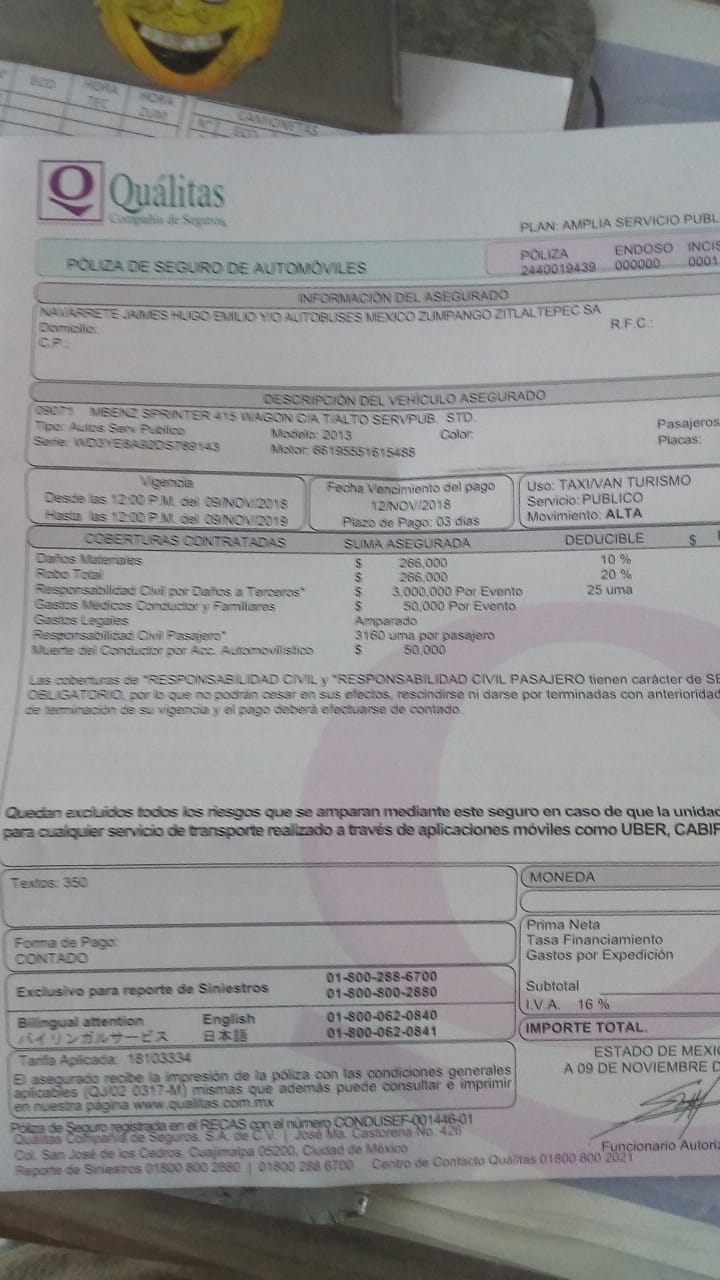 ECO
HORA
TEC
HORA
ZUM
CAMIONETAS
Nº
ECO
Q
Quálitas
Compañía de Seguros
PLAN: AMPLIA SERVICIO PUBL
PÓLIZA DE SEGURO DE AUTOMÓVILES
PÓLIZA ENDOSO INCIS
2440019439 000000 0001
INFORMACIÓN DEL ASEGURADO
NAVARRETE JAIMES HUGO EMILIO Y/O AUTOBUSES MEXICO ZUMPANGO ZITLALTEPEC SA
Domicilio: R.F.C.:
C.P.:
DESCRIPCIÓN DEL VEHÍCULO ASEGURADO
09071 MBENZ SPRINTER 415 WAGON C/A T/ALTO SERVPUB. STD.
Tipo: Autos Serv Publico Modelo: 2013 Color: Pasajeros
Serie: Motor: 65195551615488 Placas:
Vigencia
Desde las 12:00 P.M. del 09/NOV/2018
Hasta las 12:00 P.M. del 09/NOV/2019
Fecha Vencimiento del pago
12/NOV/2018
Plazo de Pago: 03 dias
Uso: TAXI/VAN TURISMO
Servicio: PUBLICO
Movimiento: ALTA
COBERTURAS CONTRATADAS SUMA ASEGURADA DEDUCIBLE $
Daños Materiales $ 266,000 10 %
Robo Total $ 266,000 20 %
Responsabilidad Civil por Daños a Terceros* $ 3,000,000 Por Evento 25 uma
Gastos Médicos Conductor y Familiares $ 50,000 Por Evento
Gastos Legales Amparado
Responsabilidad Civil Pasajero* 3160 uma por pasajero
Muerte del Conductor por Acc. Automovilístico $ 50,000
Las coberturas de *RESPONSABILIDAD CIVIL y *RESPONSABILIDAD CIVIL PASAJERO tienen carácter de SE
OBLIGATORIO, por lo que no podrán cesar en sus efectos, rescindirse ni darse por terminadas con anterioridad
de terminación de su vigencia y el pago deberá efectuarse de contado.
Quedan excluidos todos los riesgos que se amparan mediante este seguro en caso de que la unidad
para cualquier servicio de transporte realizado a través de aplicaciones móviles como UBER, CABIF
Textos: 350
MONEDA
Forma de Pago:
CONTADO
Prima Neta
Tasa Financiamiento
Gastos por Expedición
Exclusivo para reporte de Siniestros 01-800-288-6700
01-800-800-2880
Subtotal
I.V.A. 16 %
Bilingual attention English 01-800-062-0840
バイリンガルサービス 日本語 01-800-062-0841
IMPORTE TOTAL.
Tarifa Aplicada: 18103334
El asegurado recibe la impresión de la póliza con las condiciones generales
aplicables (QJ/02 0317-M) mismas que además puede consultar e imprimir
en nuestra página www.qualitas.com.mx
ESTADO DE MEXIC
A 09 DE NOVIEMBRE D
Póliza de Seguro registrada en el RECAS con el número CONDUSEF-001446-01
Quálitas Compañía de Seguros, S.A. de C.V. | José Ma. Castorena No. 426
Col. San José de los Cedros, Cuajimalpa 05200, Ciudad de México
Reporte de Siniestros 01800 800 2880 | 01800 288 6700 Centro de Contacto Quálitas 01800 800 2021
Funcionario Autori